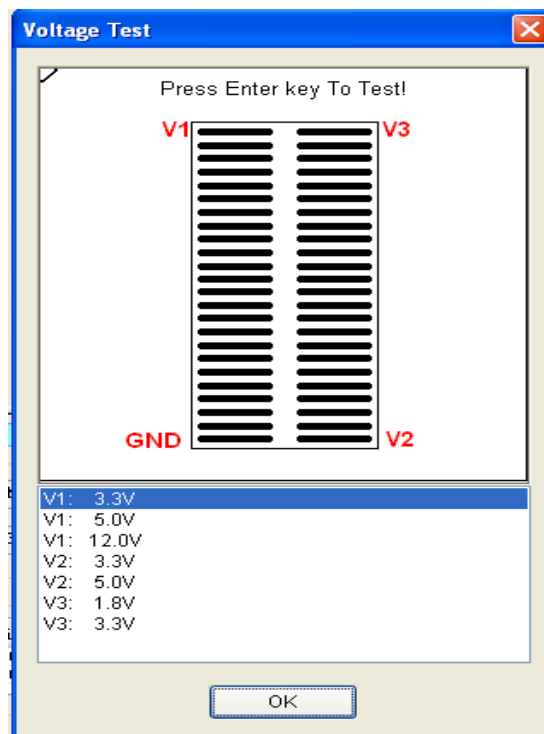 Voltage Test
Press Enter key To Test!
V1 V3
GND V2
V1: 3.3V
V1: 5.0V
V1: 12.0V
V2: 3.3V
V2: 5.0V
V3: 1.8V
V3: 3.3V
OK